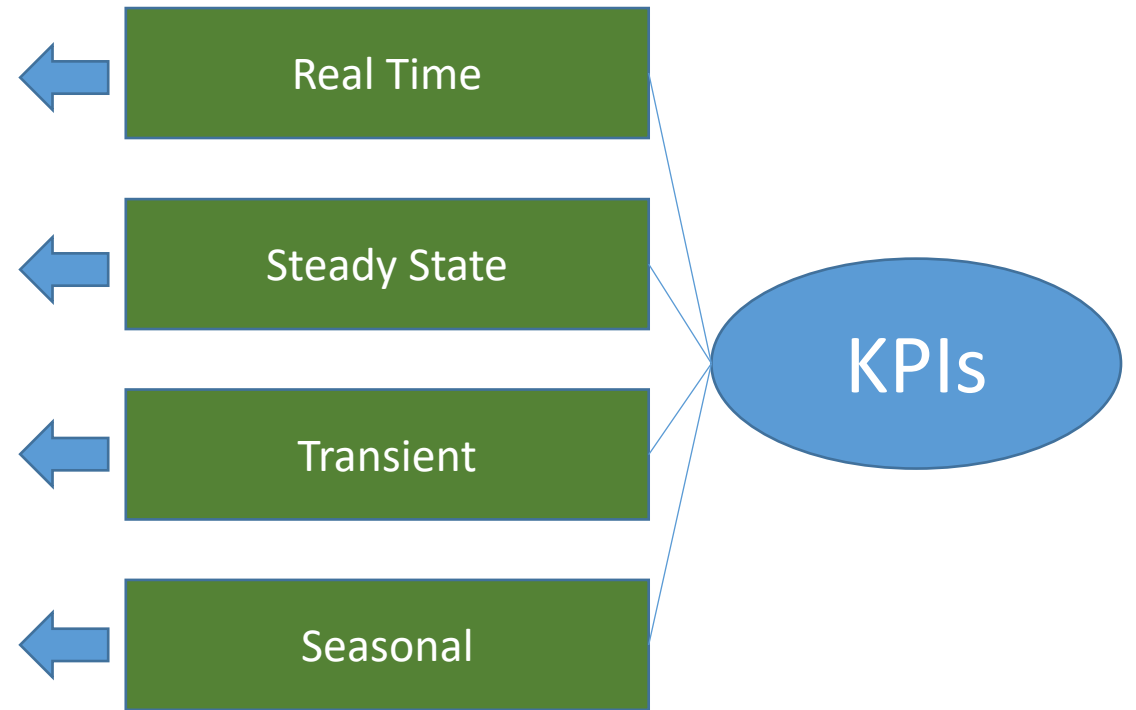 Real Time
Steady State
KPIs
Transient
Seasonal